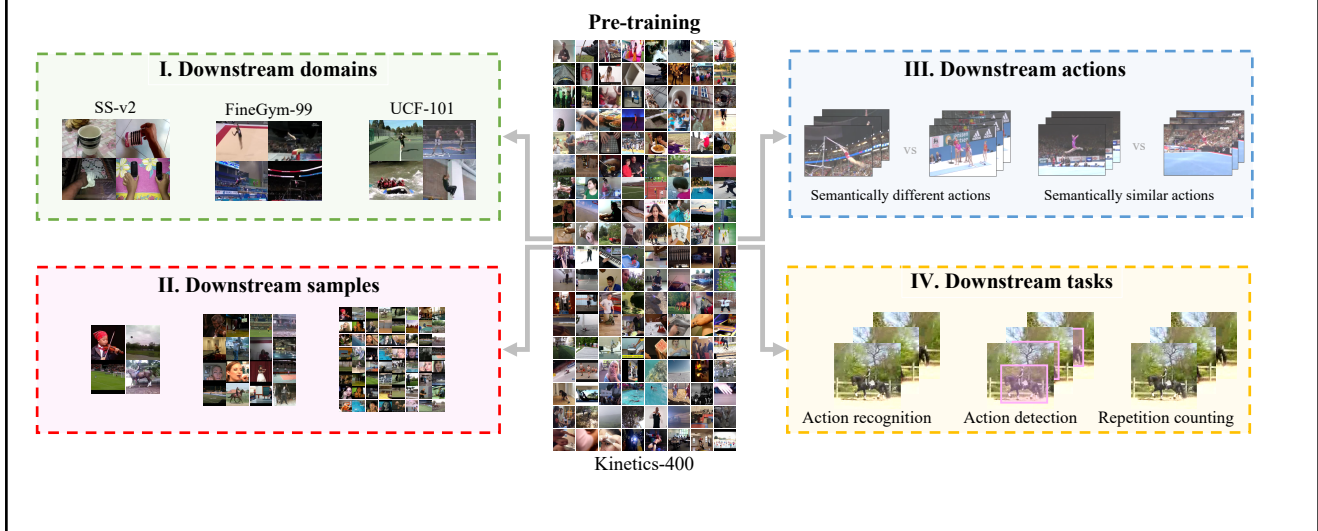 Pre-training
I. Downstream domains
SS-v2
FineGym-99
UCF-101
II. Downstream samples
Kinetics-400
III. Downstream actions
vs
vs
Semantically different actions
Semantically similar actions
IV. Downstream tasks
Action recognition
Action detection
Repetition counting